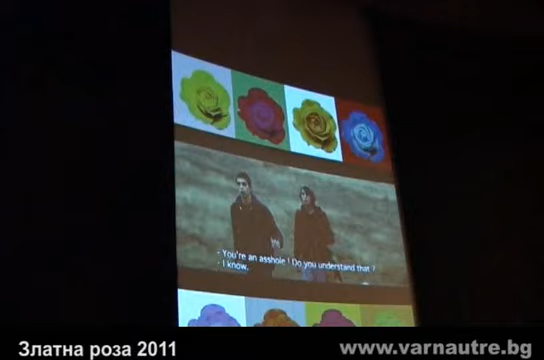 - You're an asshole ! Do you understand that ?
- I know.
Златна роза 2011
www.varnautre.bg